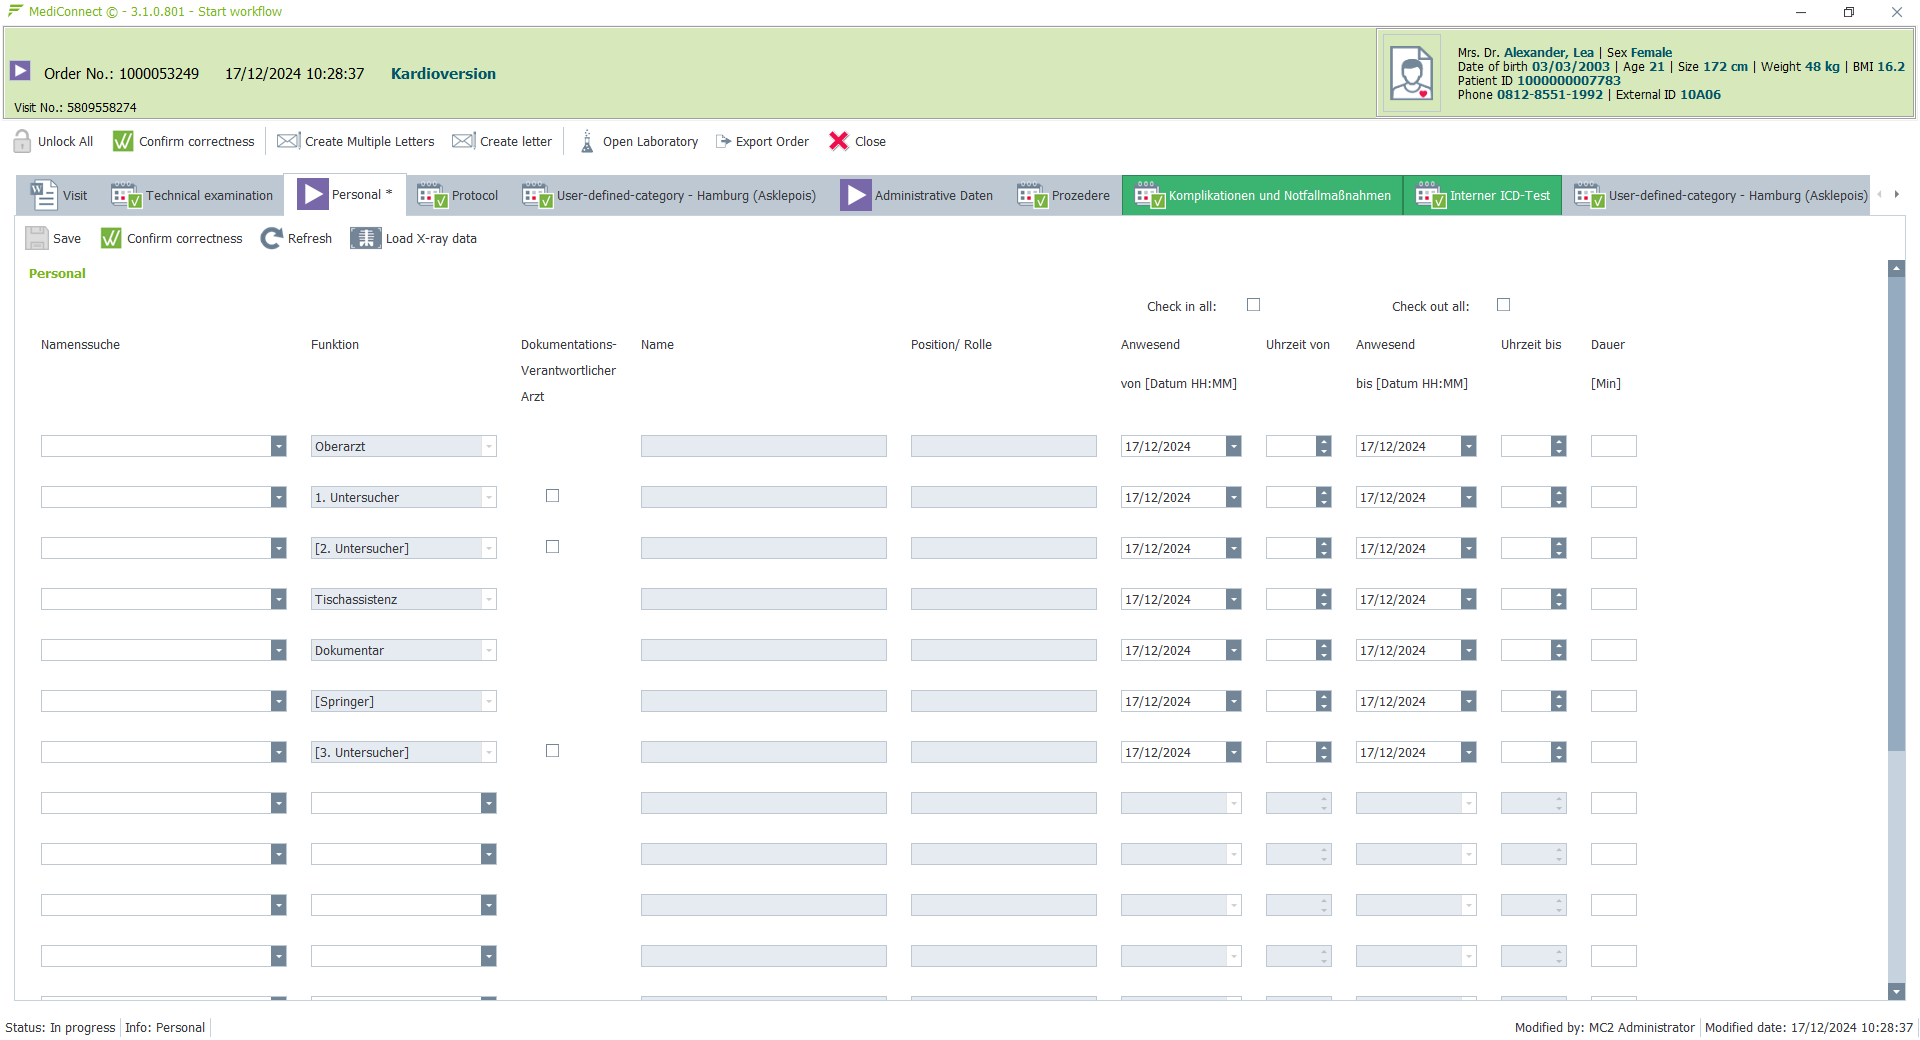 MediConnect © - 3.1.0.801 - Start workflow
Order No.: 1000053249 17/12/2024 10:28:37 Kardioversion
Visit No.: 5809558274
Mrs. Dr. Alexander, Lea | Sex Female
Date of birth 03/03/2003 | Age 21 | Size 172 cm | Weight 48 kg | BMI 16.2
Patient ID 1000000007783
Phone 0812-8551-1992 | External ID 10A06
Unlock All Confirm correctness Create Multiple Letters Create letter Open Laboratory Export Order Close
Visit Technical examination Personal * Protocol User-defined-category - Hamburg (Asklepois) Administrative Daten Prozedere Komplikationen und Notfallmaßnahmen Interner ICD-Test User-defined-category - Hamburg (Asklepois)
Save Confirm correctness Refresh Load X-ray data
Personal
Check in all: Check out all:
Namenssuche Funktion Dokumentations- Name Position/ Rolle Anwesend Uhrzeit von Anwesend Uhrzeit bis Dauer
Verantwortlicher
von [Datum HH:MM] bis [Datum HH:MM] [Min]
Arzt
Oberarzt 17/12/2024 17/12/2024
1. Untersucher 17/12/2024 17/12/2024
[2. Untersucher] 17/12/2024 17/12/2024
Tischassistenz 17/12/2024 17/12/2024
Dokumentar 17/12/2024 17/12/2024
[Springer] 17/12/2024 17/12/2024
[3. Untersucher] 17/12/2024 17/12/2024
Status: In progress Info: Personal Modified by: MC2 Administrator Modified date: 17/12/2024 10:28:37